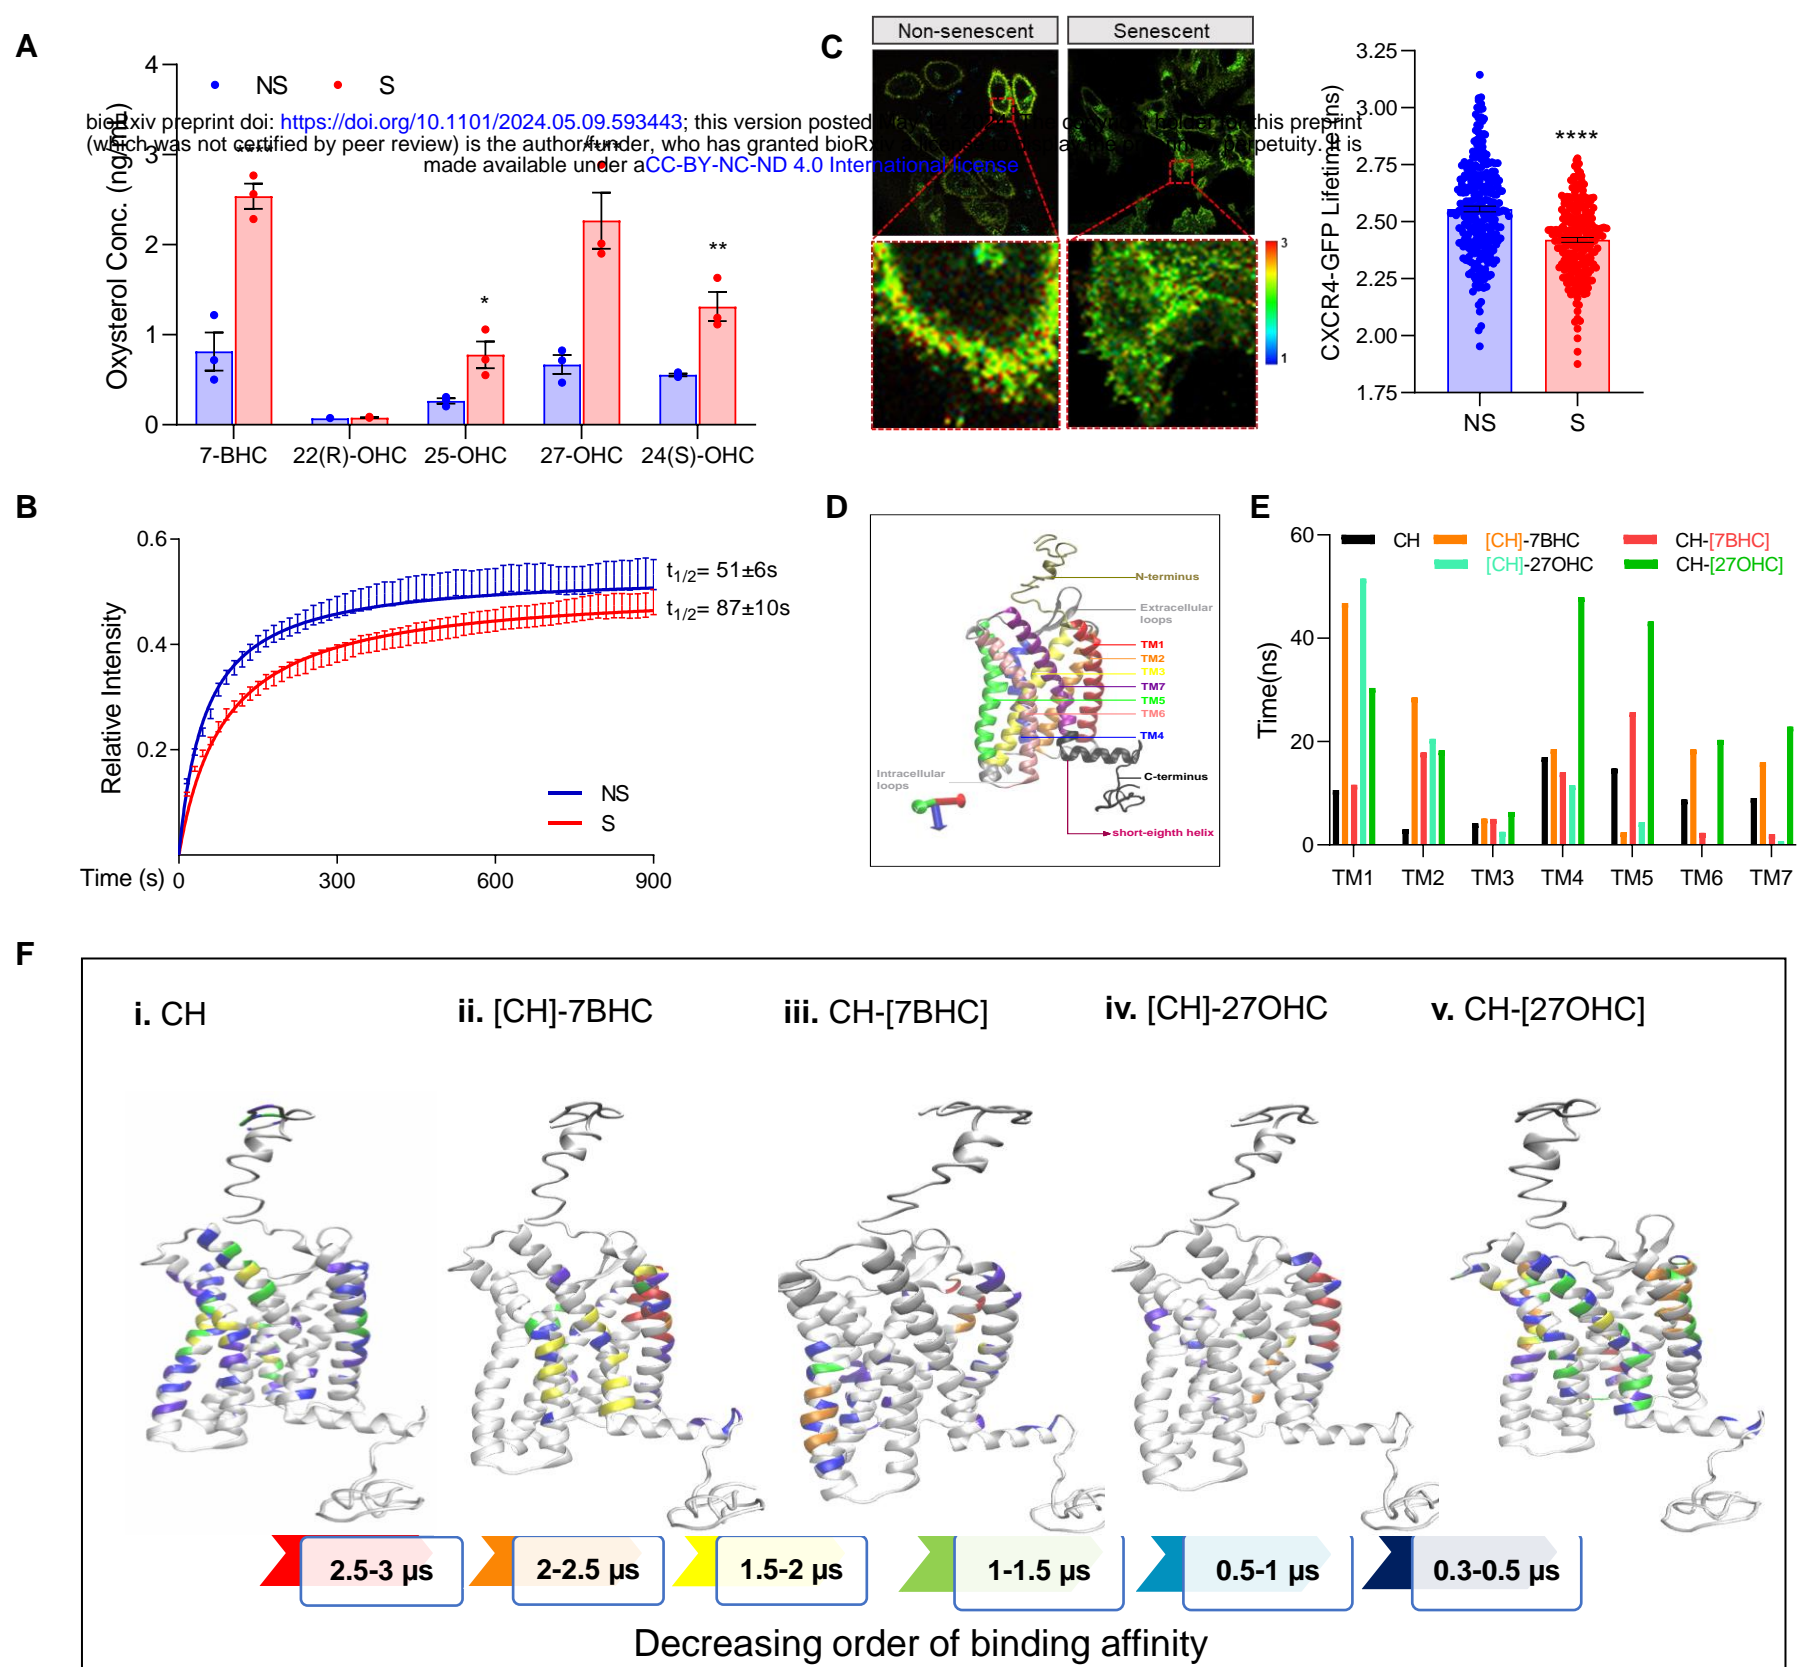 A
4
NS
S
Oxysterol Conc. (ng/mL)
3
2
1
0
****
****
*
**
7-BHC
22(R)-OHC
25-OHC
27-OHC
24(S)-OHC
bioRxiv preprint doi: https://doi.org/10.1101/2024.05.09.593443; this version posted
this preprint
(which was not certified by peer review) is the author/funder, who has granted bioRxiv
perpetuity. It is
made available under aCC-BY-NC-ND 4.0 International license
C
Non-senescent
Senescent
3
1
CXCR4-GFP Lifetime (ns)
3.25
3.00
2.75
2.50
2.25
2.00
1.75
****
NS
S
B
Relative Intensity
0.6
0.4
0.2
t1/2= 51±6s
t1/2= 87±10s
NS
S
Time (s)
0
300
600
900
D
N-terminus
Extracellular
loops
TM1
TM2
TM3
TM7
TM5
TM6
TM4
Intracellular
loops
C-terminus
short-eighth helix
E
60
40
20
0
Time(ns)
CH
[CH]-7BHC
CH-[7BHC]
[CH]-27OHC
CH-[27OHC]
TM1
TM2
TM3
TM4
TM5
TM6
TM7
F
i. CH
ii. [CH]-7BHC
iii. CH-[7BHC]
iv. [CH]-27OHC
v. CH-[27OHC]
2.5-3 µs
2-2.5 µs
1.5-2 µs
1-1.5 µs
0.5-1 µs
0.3-0.5 µs
Decreasing order of binding affinity